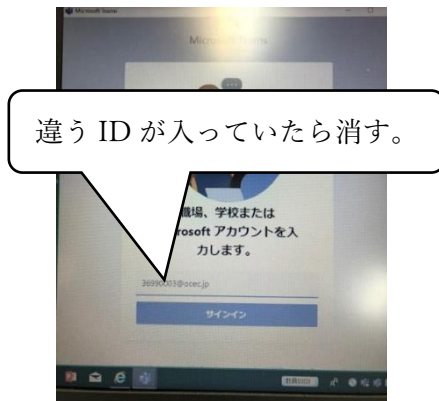 Microsoft Teams
Microsoft Teams
違う ID が入っていたら消す。
職場、学校または
rosoft アカウントを入
力します。
サインイン